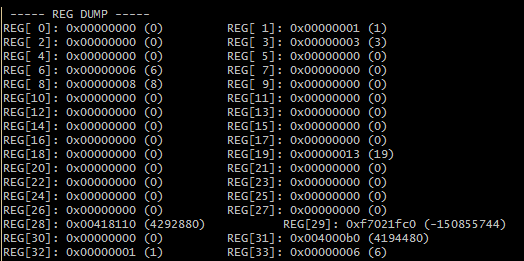 ----- REG DUMP -----
REG[ 0]: 0x00000000 (0) REG[ 1]: 0x00000001 (1)
REG[ 2]: 0x00000000 (0) REG[ 3]: 0x00000003 (3)
REG[ 4]: 0x00000000 (0) REG[ 5]: 0x00000000 (0)
REG[ 6]: 0x00000006 (6) REG[ 7]: 0x00000000 (0)
REG[ 8]: 0x00000008 (8) REG[ 9]: 0x00000000 (0)
REG[10]: 0x00000000 (0) REG[11]: 0x00000000 (0)
REG[12]: 0x00000000 (0) REG[13]: 0x00000000 (0)
REG[14]: 0x00000000 (0) REG[15]: 0x00000000 (0)
REG[16]: 0x00000000 (0) REG[17]: 0x00000000 (0)
REG[18]: 0x00000000 (0) REG[19]: 0x00000013 (19)
REG[20]: 0x00000000 (0) REG[21]: 0x00000000 (0)
REG[22]: 0x00000000 (0) REG[23]: 0x00000000 (0)
REG[24]: 0x00000000 (0) REG[25]: 0x00000000 (0)
REG[26]: 0x00000000 (0) REG[27]: 0x00000000 (0)
REG[28]: 0x00418110 (4292880) REG[29]: 0xf7021fc0 (-150855744)
REG[30]: 0x00000000 (0) REG[31]: 0x004000b0 (4194480)
REG[32]: 0x00000001 (1) REG[33]: 0x00000006 (6)